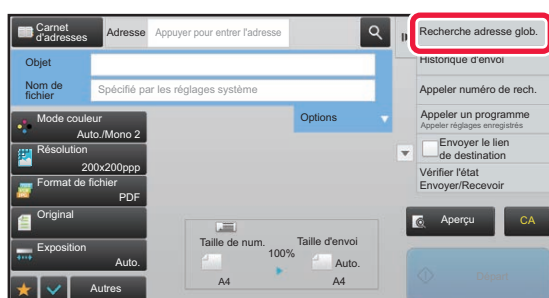 Carnet
d'adresses
Adresse
Appuyer pour entrer l'adresse
Recherche adresse glob.
Objet
Historique d'envoi
Nom de
fichier
Spécifié par les réglages système
Appeler numéro de rech.
Mode couleur
Auto./Mono 2
Options
Appeler un programme
Appeler réglages enregistrés
Résolution
200x200ppp
Envoyer le lien
de destination
Format de fichier
PDF
Vérifier l'état
Envoyer/Recevoir
Original
Aperçu
CA
Exposition
Auto.
Taille de num.
100%
Taille d'envoi
Auto.
A4
A4
Autres
Départ